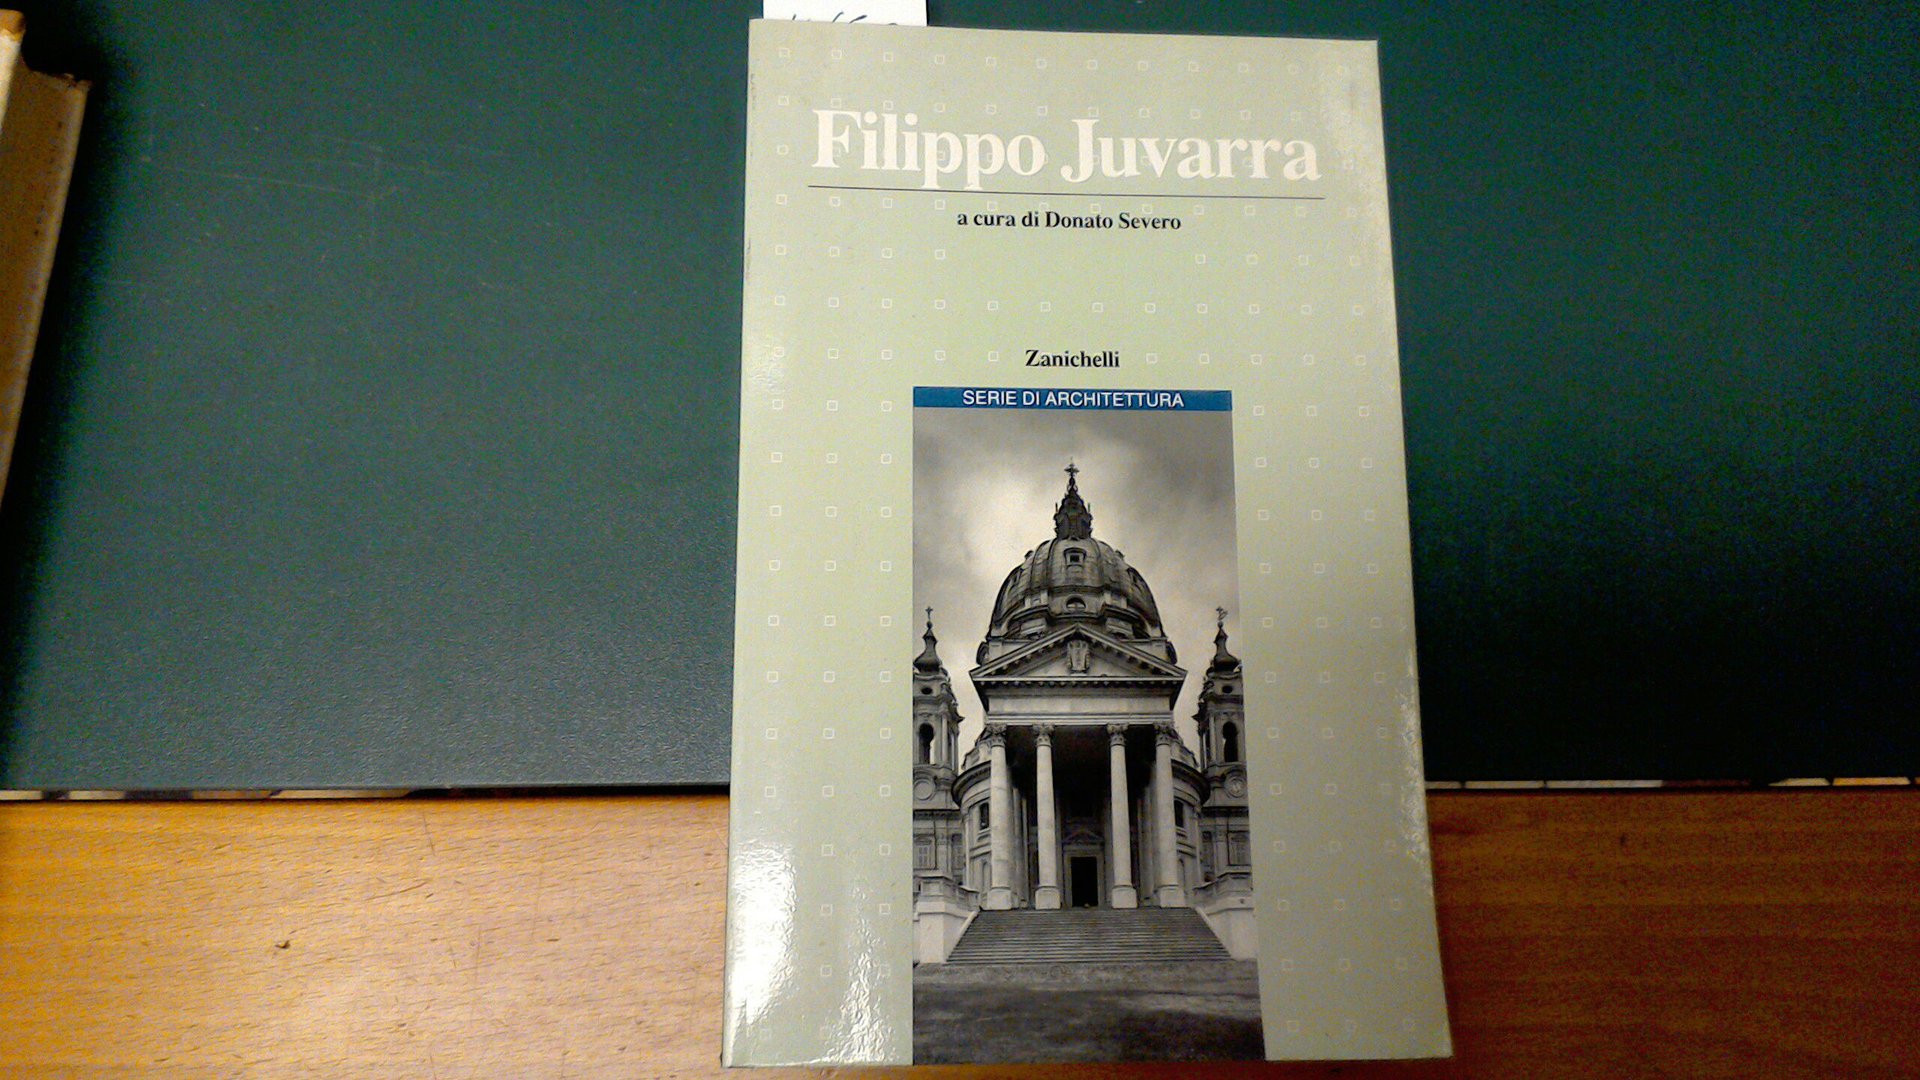 Filippo Juvarra
a cura di Donato Severo
Zanichelli
SERIE DI ARCHITETTURA